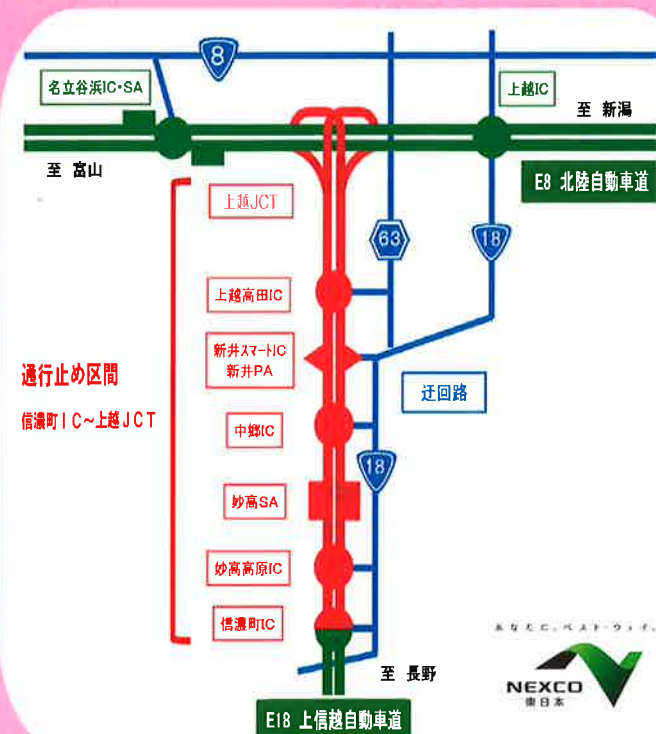 8
名立谷浜IC・SA
上越IC
至 新潟
至 富山
E8 北陸自動車道
上越JCT
63
18
上越高田IC
新井スマートIC
新井PA
通行止め区間
信濃町IC～上越JCT
迂回路
中郷IC
18
妙高SA
妙高高原IC
信濃町IC
至 長野
あなたに、ベスト・ウェイ。
NEXCO
東日本
E18 上信越自動車道